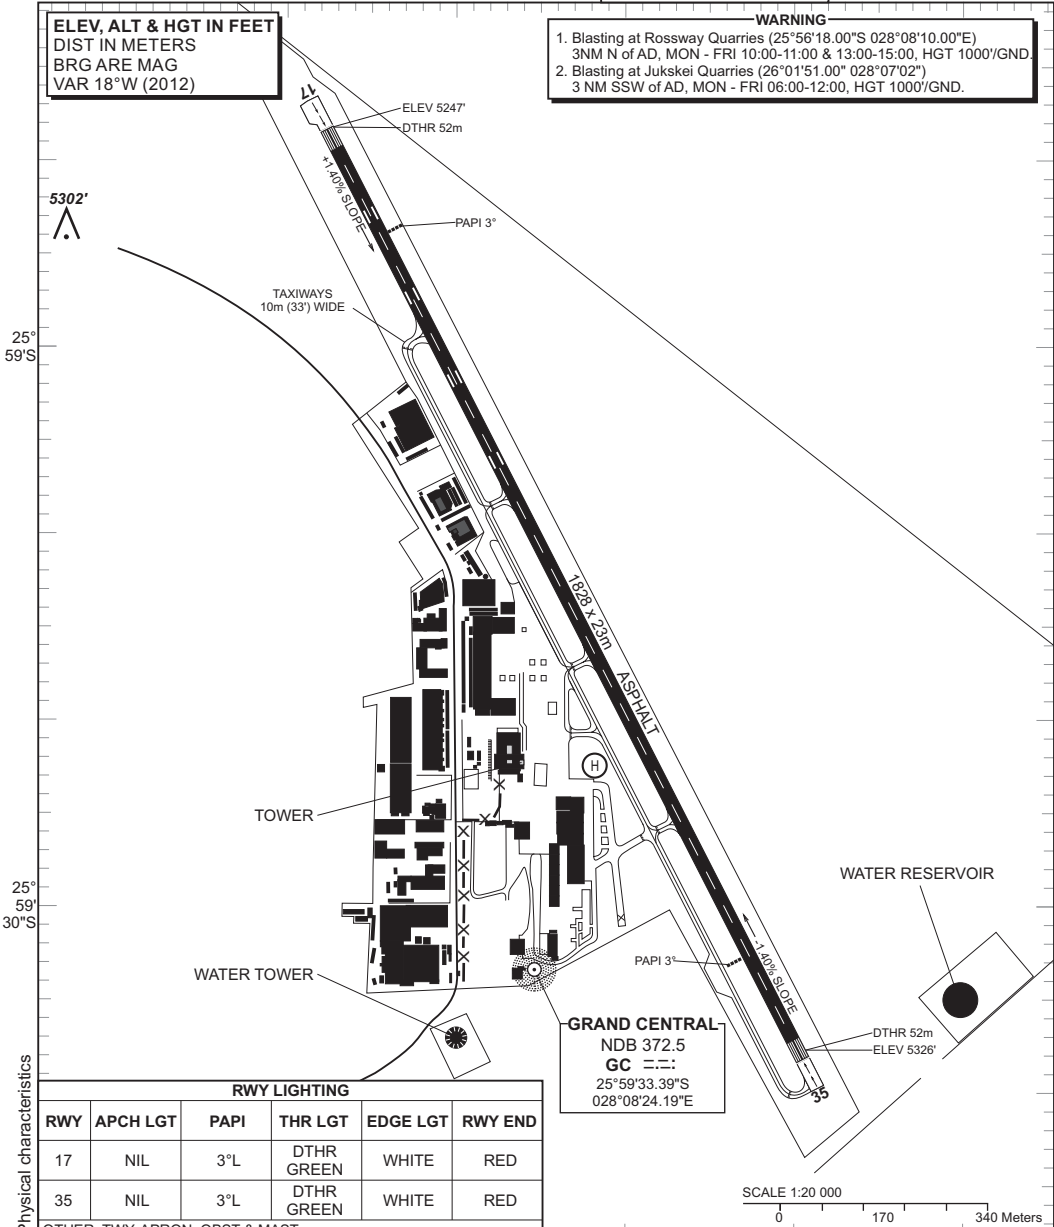 ELEV, ALT & HGT IN FEET
DIST IN METERS
BRG ARE MAG
VAR 18°W (2012)
WARNING
1. Blasting at Rossway Quarries (25°56'18.00"S 028°08'10.00"E)
3NM N of AD, MON - FRI 10:00-11:00 & 13:00-15:00, HGT 1000'/GND.
2. Blasting at Jukskei Quarries (26°01'51.00" 028°07'02")
3 NM SSW of AD, MON - FRI 06:00-12:00, HGT 1000'/GND.
17
ELEV 5247'
DTHR 52m
+1.40% SLOPE
5302'
PAPI 3°
TAXIWAYS
10m (33') WIDE
25°
59'S
1828 x 23m
ASPHALT
H
TOWER
WATER RESERVOIR
25°
59'
30"S
PAPI 3°
-1.40% SLOPE
WATER TOWER
GRAND CENTRAL
NDB 372.5
GC
25°59'33.39"S
028°08'24.19"E
DTHR 52m
ELEV 5326'
35
Physical characteristics
RWY LIGHTING
RWY APCH LGT PAPI THR LGT EDGE LGT RWY END
17 NIL 3°L DTHR GREEN WHITE RED
35 NIL 3°L DTHR GREEN WHITE RED
OTHER: TWY, APRON, OBST & MAST
SCALE 1:20 000
0 170 340 Meters